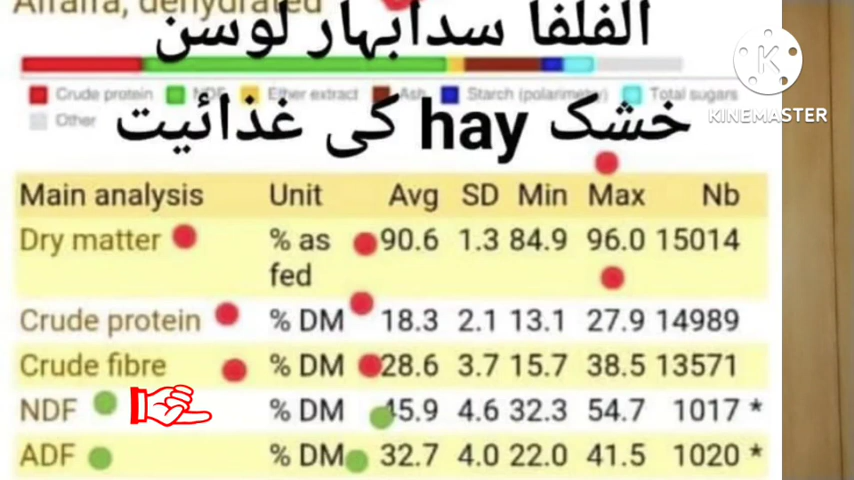 Alfalfa, dehydrated
الفلفا سدابہار لوسن
Crude protein NDF Ether extract Ash Starch (polarimetry) Total sugars
Other
خشک hay کی غذائیت
KINEMASTER
Main analysis Unit Avg SD Min Max Nb
Dry matter % as fed 90.6 1.3 84.9 96.0 15014
Crude protein % DM 18.3 2.1 13.1 27.9 14989
Crude fibre % DM 28.6 3.7 15.7 38.5 13571
NDF % DM 45.9 4.6 32.3 54.7 1017 *
ADF % DM 32.7 4.0 22.0 41.5 1020 *